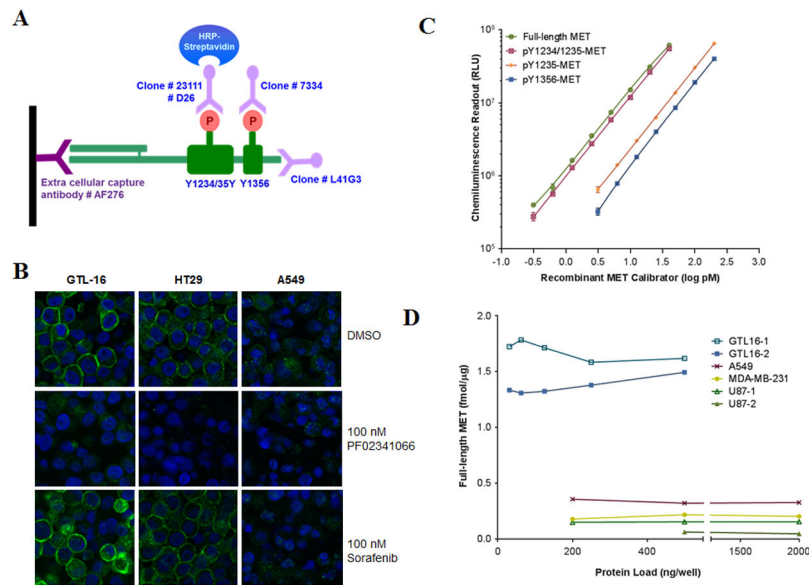 A
HRP-
Streptavidin
Clone # 23111
# D26
Clone # 7334
P
P
Extra cellular capture
antibody # AF276
Y1234/35Y
Y1356
Clone # L41G3
B
GTL-16
HT29
A549
DMSO
100 nM
PF02341066
100 nM
Sorafenib
C
Chemiluminescence Readout (RLU)
10⁸
10⁷
10⁶
10⁵
Full-length MET
pY1234/1235-MET
pY1235-MET
pY1356-MET
-1.0
-0.5
0.0
0.5
1.0
1.5
2.0
2.5
3.0
Recombinant MET Calibrator (log pM)
D
Full-length MET (fmol/µg)
2.0
1.5
1.0
0.5
0.0
GTL16-1
GTL16-2
A549
MDA-MB-231
U87-1
U87-2
0
200
400
1500
2000
Protein Load (ng/well)